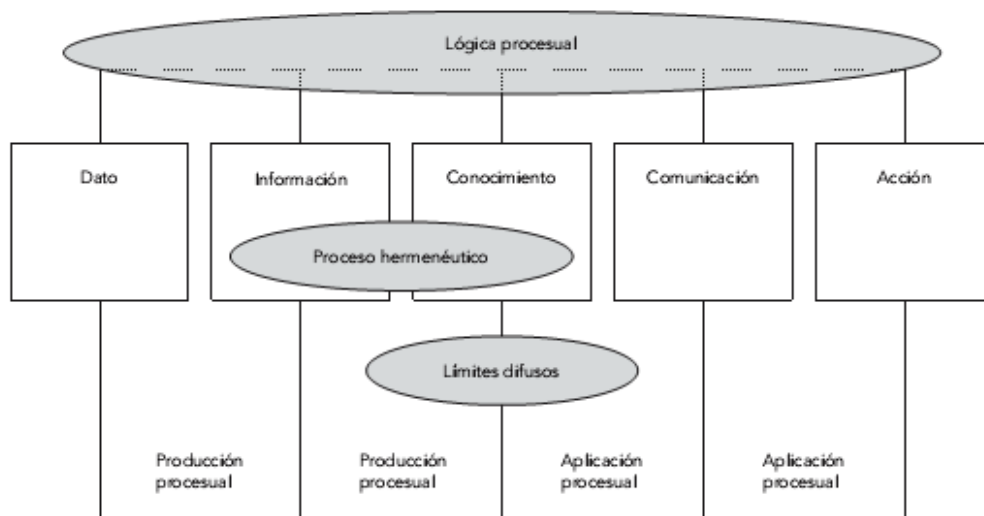 Lógica procesual
Dato
Información
Conocimiento
Comunicación
Acción
Proceso hermenéutico
Límites difusos
Producción
procesual
Producción
procesual
Aplicación
procesual
Aplicación
procesual